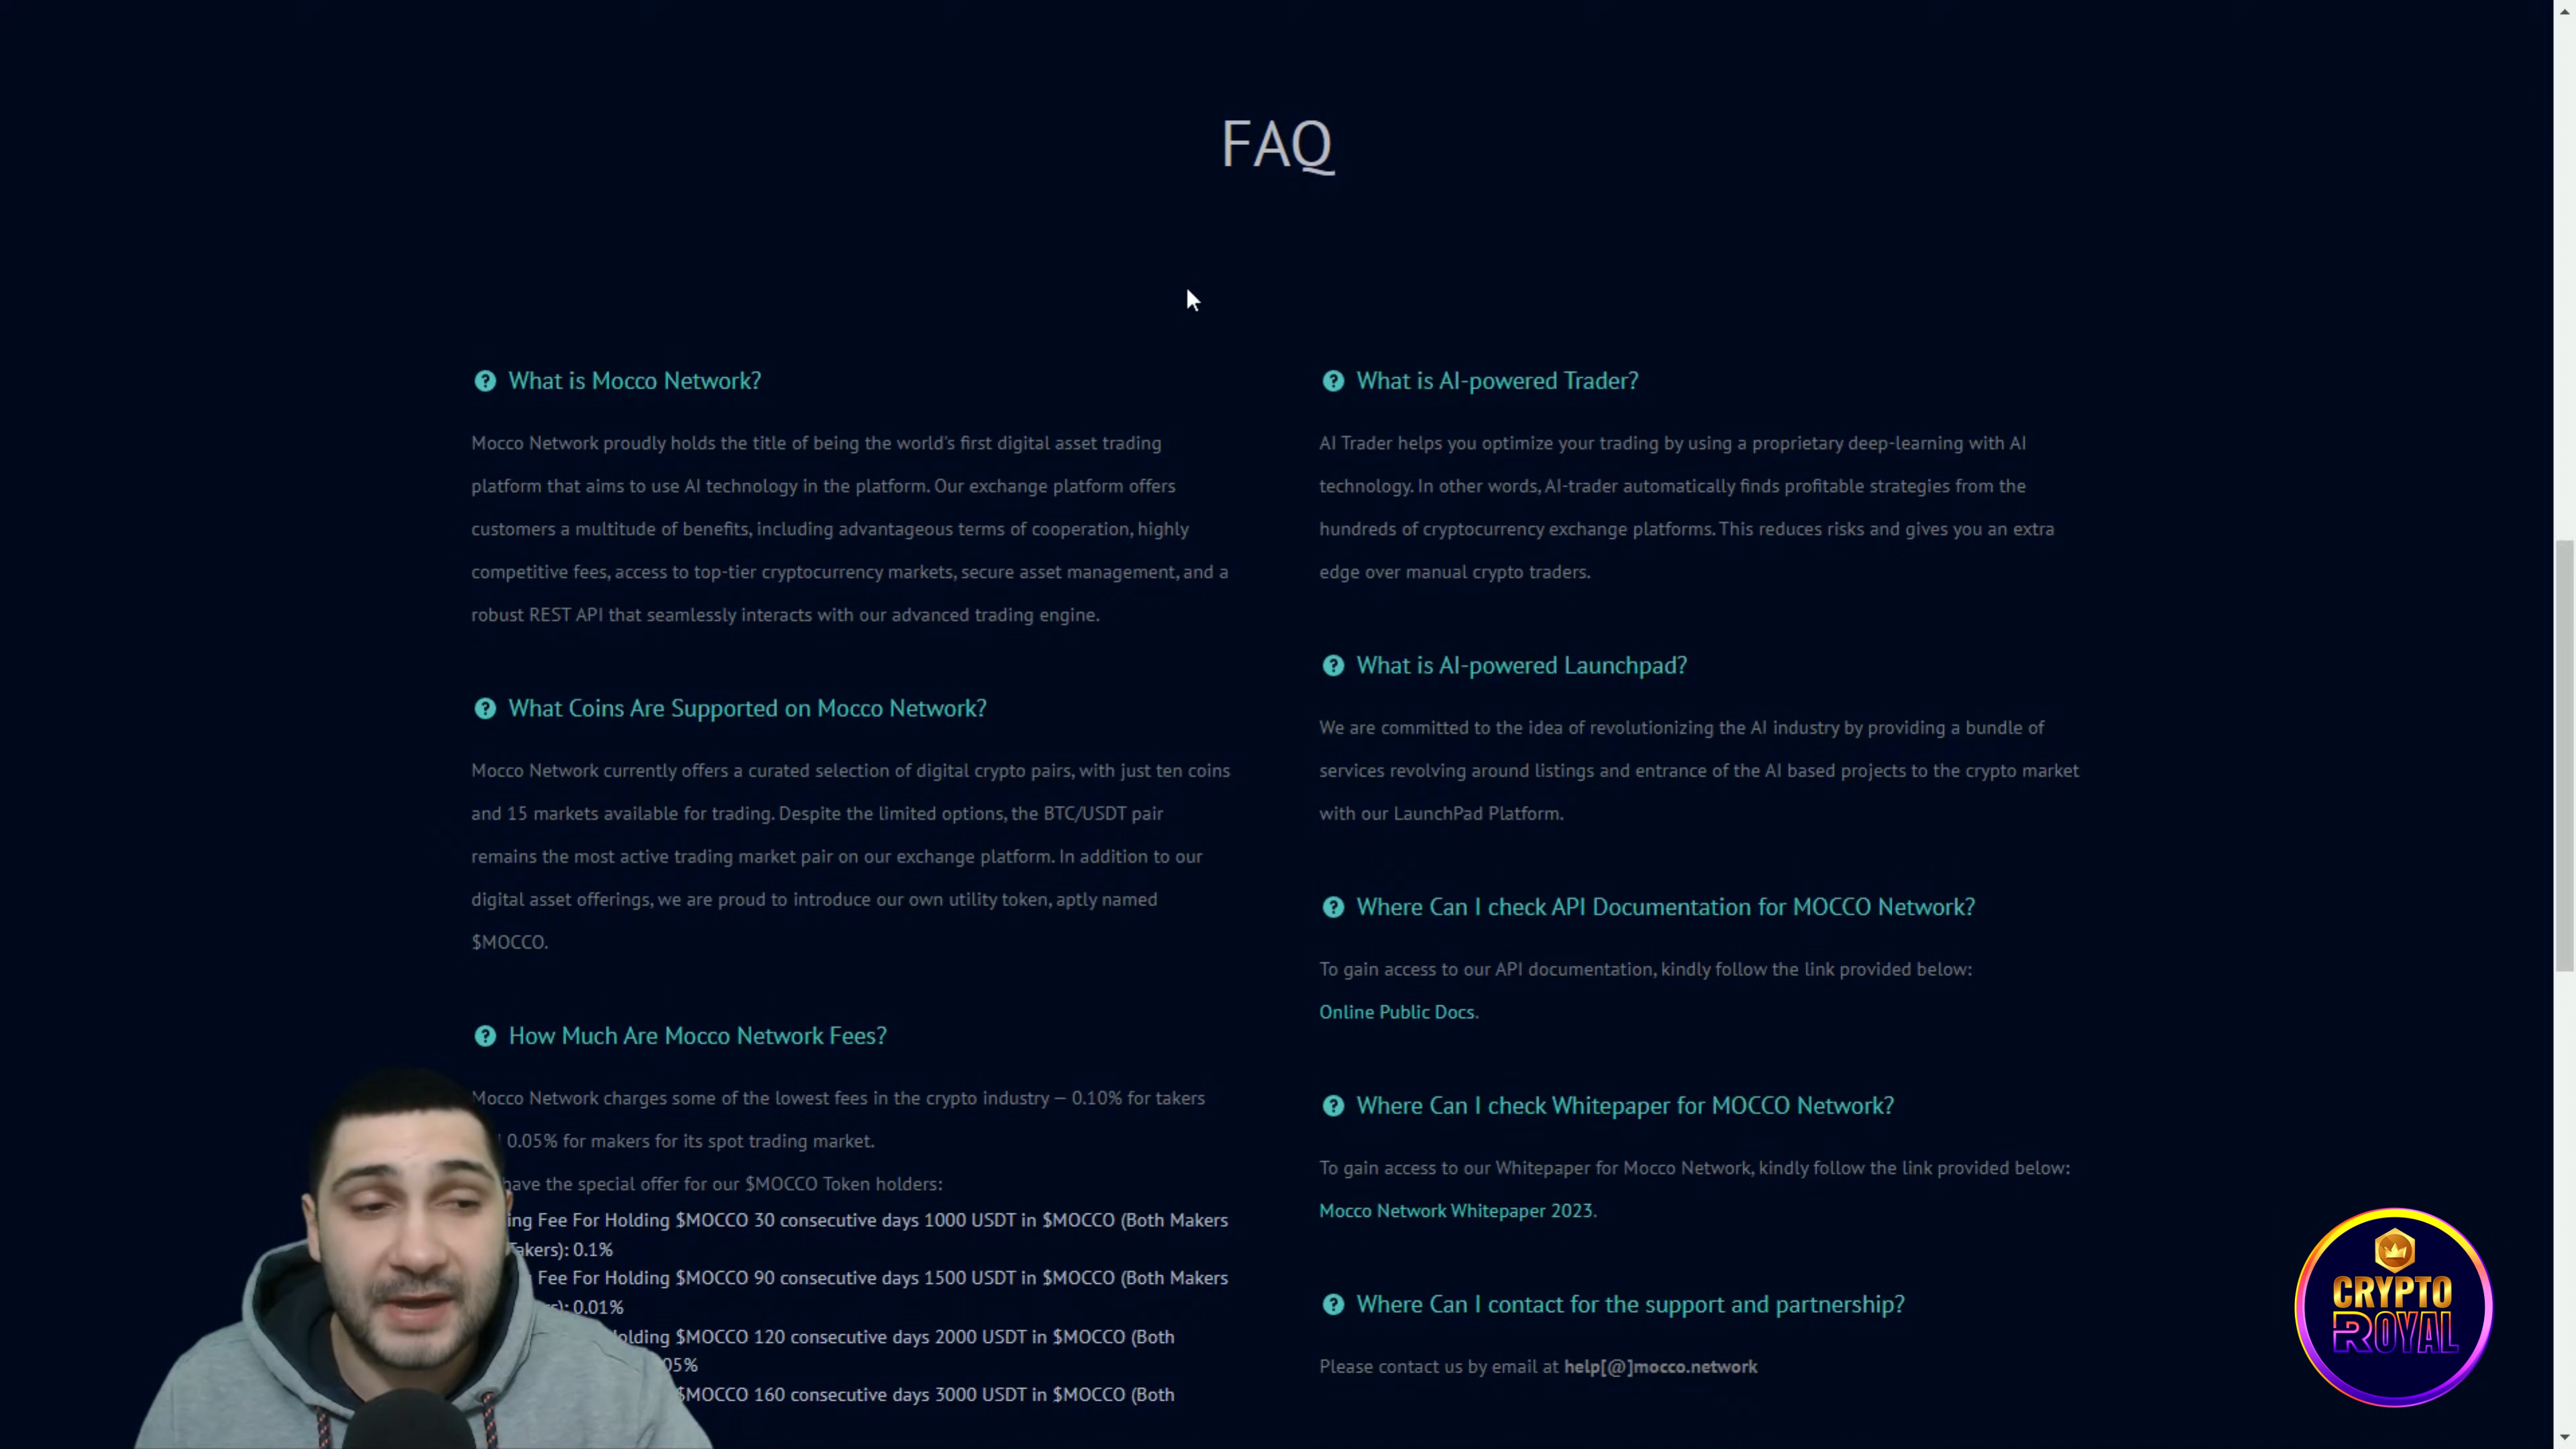 FAQ
What is Mocco Network?
Mocco Network proudly holds the title of being the world's first digital asset trading
platform that aims to use AI technology in the platform. Our exchange platform offers
customers a multitude of benefits, including advantageous terms of cooperation, highly
competitive fees, access to top-tier cryptocurrency markets, secure asset management, and a
robust REST API that seamlessly interacts with our advanced trading engine.
What Coins Are Supported on Mocco Network?
Mocco Network currently offers a curated selection of digital crypto pairs, with just ten coins
and 15 markets available for trading. Despite the limited options, the BTC/USDT pair
remains the most active trading market pair on our exchange platform. In addition to our
digital asset offerings, we are proud to introduce our own utility token, aptly named
$MOCCO.
How Much Are Mocco Network Fees?
Mocco Network charges some of the lowest fees in the crypto industry – 0.10% for takers
0.05% for makers for its spot trading market.
have the special offer for our $MOCCO Token holders:
Fee For Holding $MOCCO 30 consecutive days 1000 USDT in $MOCCO (Both Makers
Takers): 0.1%
Fee For Holding $MOCCO 90 consecutive days 1500 USDT in $MOCCO (Both Makers
0.01%
$MOCCO 120 consecutive days 2000 USDT in $MOCCO (Both
$MOCCO 160 consecutive days 3000 USDT in $MOCCO (Both
What is AI-powered Trader?
AI Trader helps you optimize your trading by using a proprietary deep-learning with AI
technology. In other words, AI-trader automatically finds profitable strategies from the
hundreds of cryptocurrency exchange platforms. This reduces risks and gives you an extra
edge over manual crypto traders.
What is AI-powered Launchpad?
We are committed to the idea of revolutionizing the AI industry by providing a bundle of
services revolving around listings and entrance of the AI based projects to the crypto market
with our LaunchPad Platform.
Where Can I check API Documentation for MOCCO Network?
To gain access to our API documentation, kindly follow the link provided below:
Online Public Docs.
Where Can I check Whitepaper for MOCCO Network?
To gain access to our Whitepaper for Mocco Network, kindly follow the link provided below:
Mocco Network Whitepaper 2023.
Where Can I contact for the support and partnership?
Please contact us by email at help[@]mocco.network
CRYPTO
ROYAL